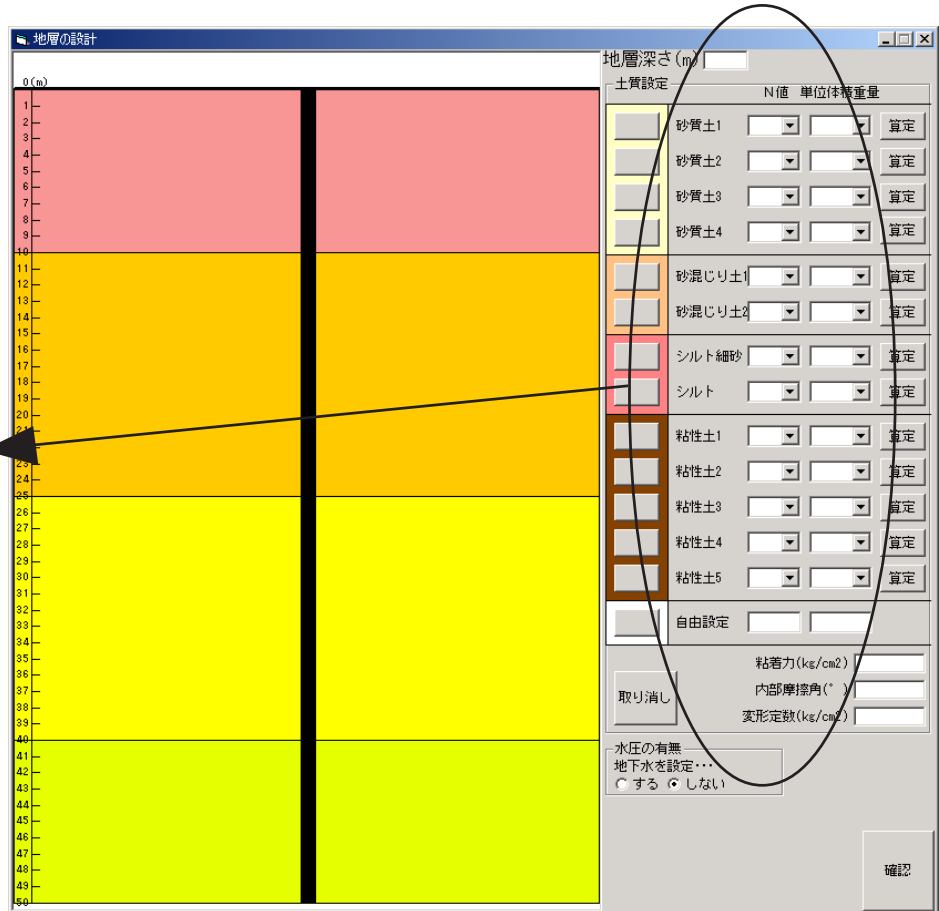 地層の設計
地層深さ(m)
0(m)
1
2
3
4
5
6
7
8
9
10
11
12
13
14
15
16
17
18
19
20
23
24
25
26
27
28
29
30
31
32
33
34
35
36
37
38
39
40
41
42
43
44
45
46
47
48
49
50
土質設定
N値 単位体積重量
砂質土1 算定
砂質土2 算定
砂質土3 算定
砂質土4 算定
砂混じり土1 算定
砂混じり土2 算定
シルト細砂 算定
シルト 算定
粘性土1 算定
粘性土2 算定
粘性土3 算定
粘性土4 算定
粘性土5 算定
自由設定
取り消し
粘着力(kg/cm2)
内部摩擦角(°)
変形定数(kg/cm2)
水圧の有無
地下水を設定･･･
する しない
確認